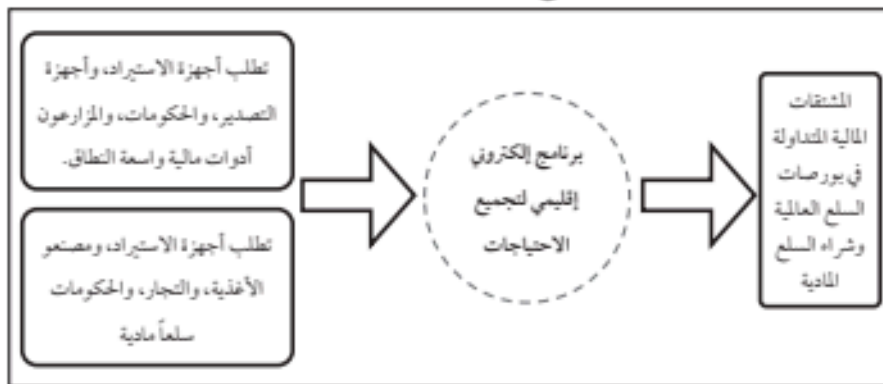 تطلب أجهزة الاستيراد، وأجهزة
التصدير، والحكومات، والمزارعون
أدوات مالية واسعة النطاق.
تطلب أجهزة الاستيراد، ومصنعو
الأغذية، والتجار، والحكومات
سلعاً مادية
برنامج إلكتروني
إقليمي لتجميع
الاحتياجات
المشتقات
المالية المتداولة
في بورصات
السلع العالمية
وشراء السلع
المادية